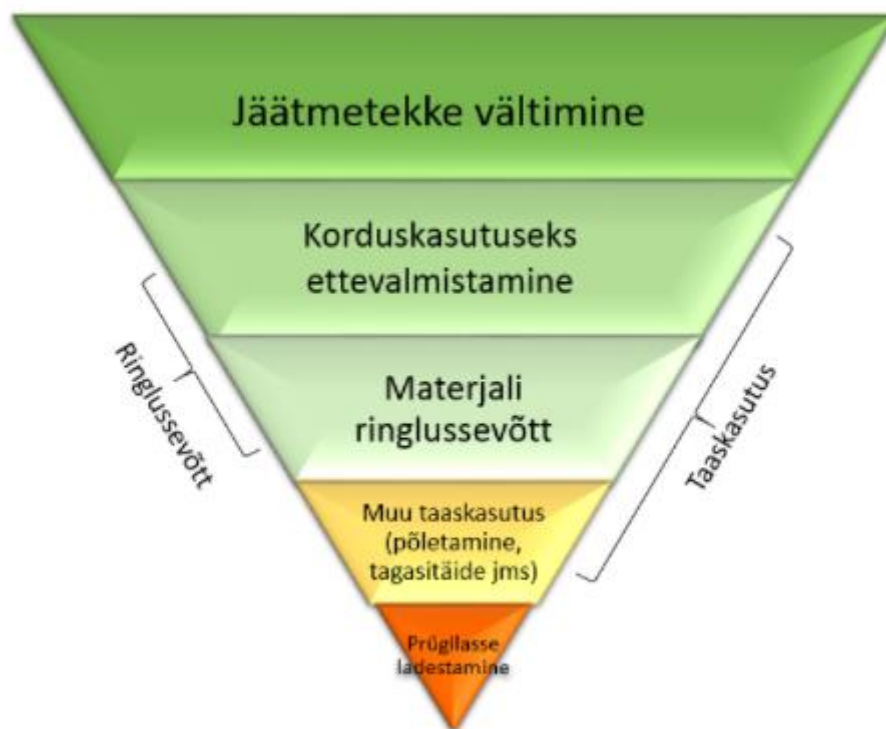 Jäätmetekke vältimine
Korduskasutuseks
ettevalmistamine
Ringlussevõtt
Materjali
ringlussevõtt
Taaskasutus
Muu taaskasutus
(põletamine,
tagasitäide jms)
Prügilasse
ladestamine